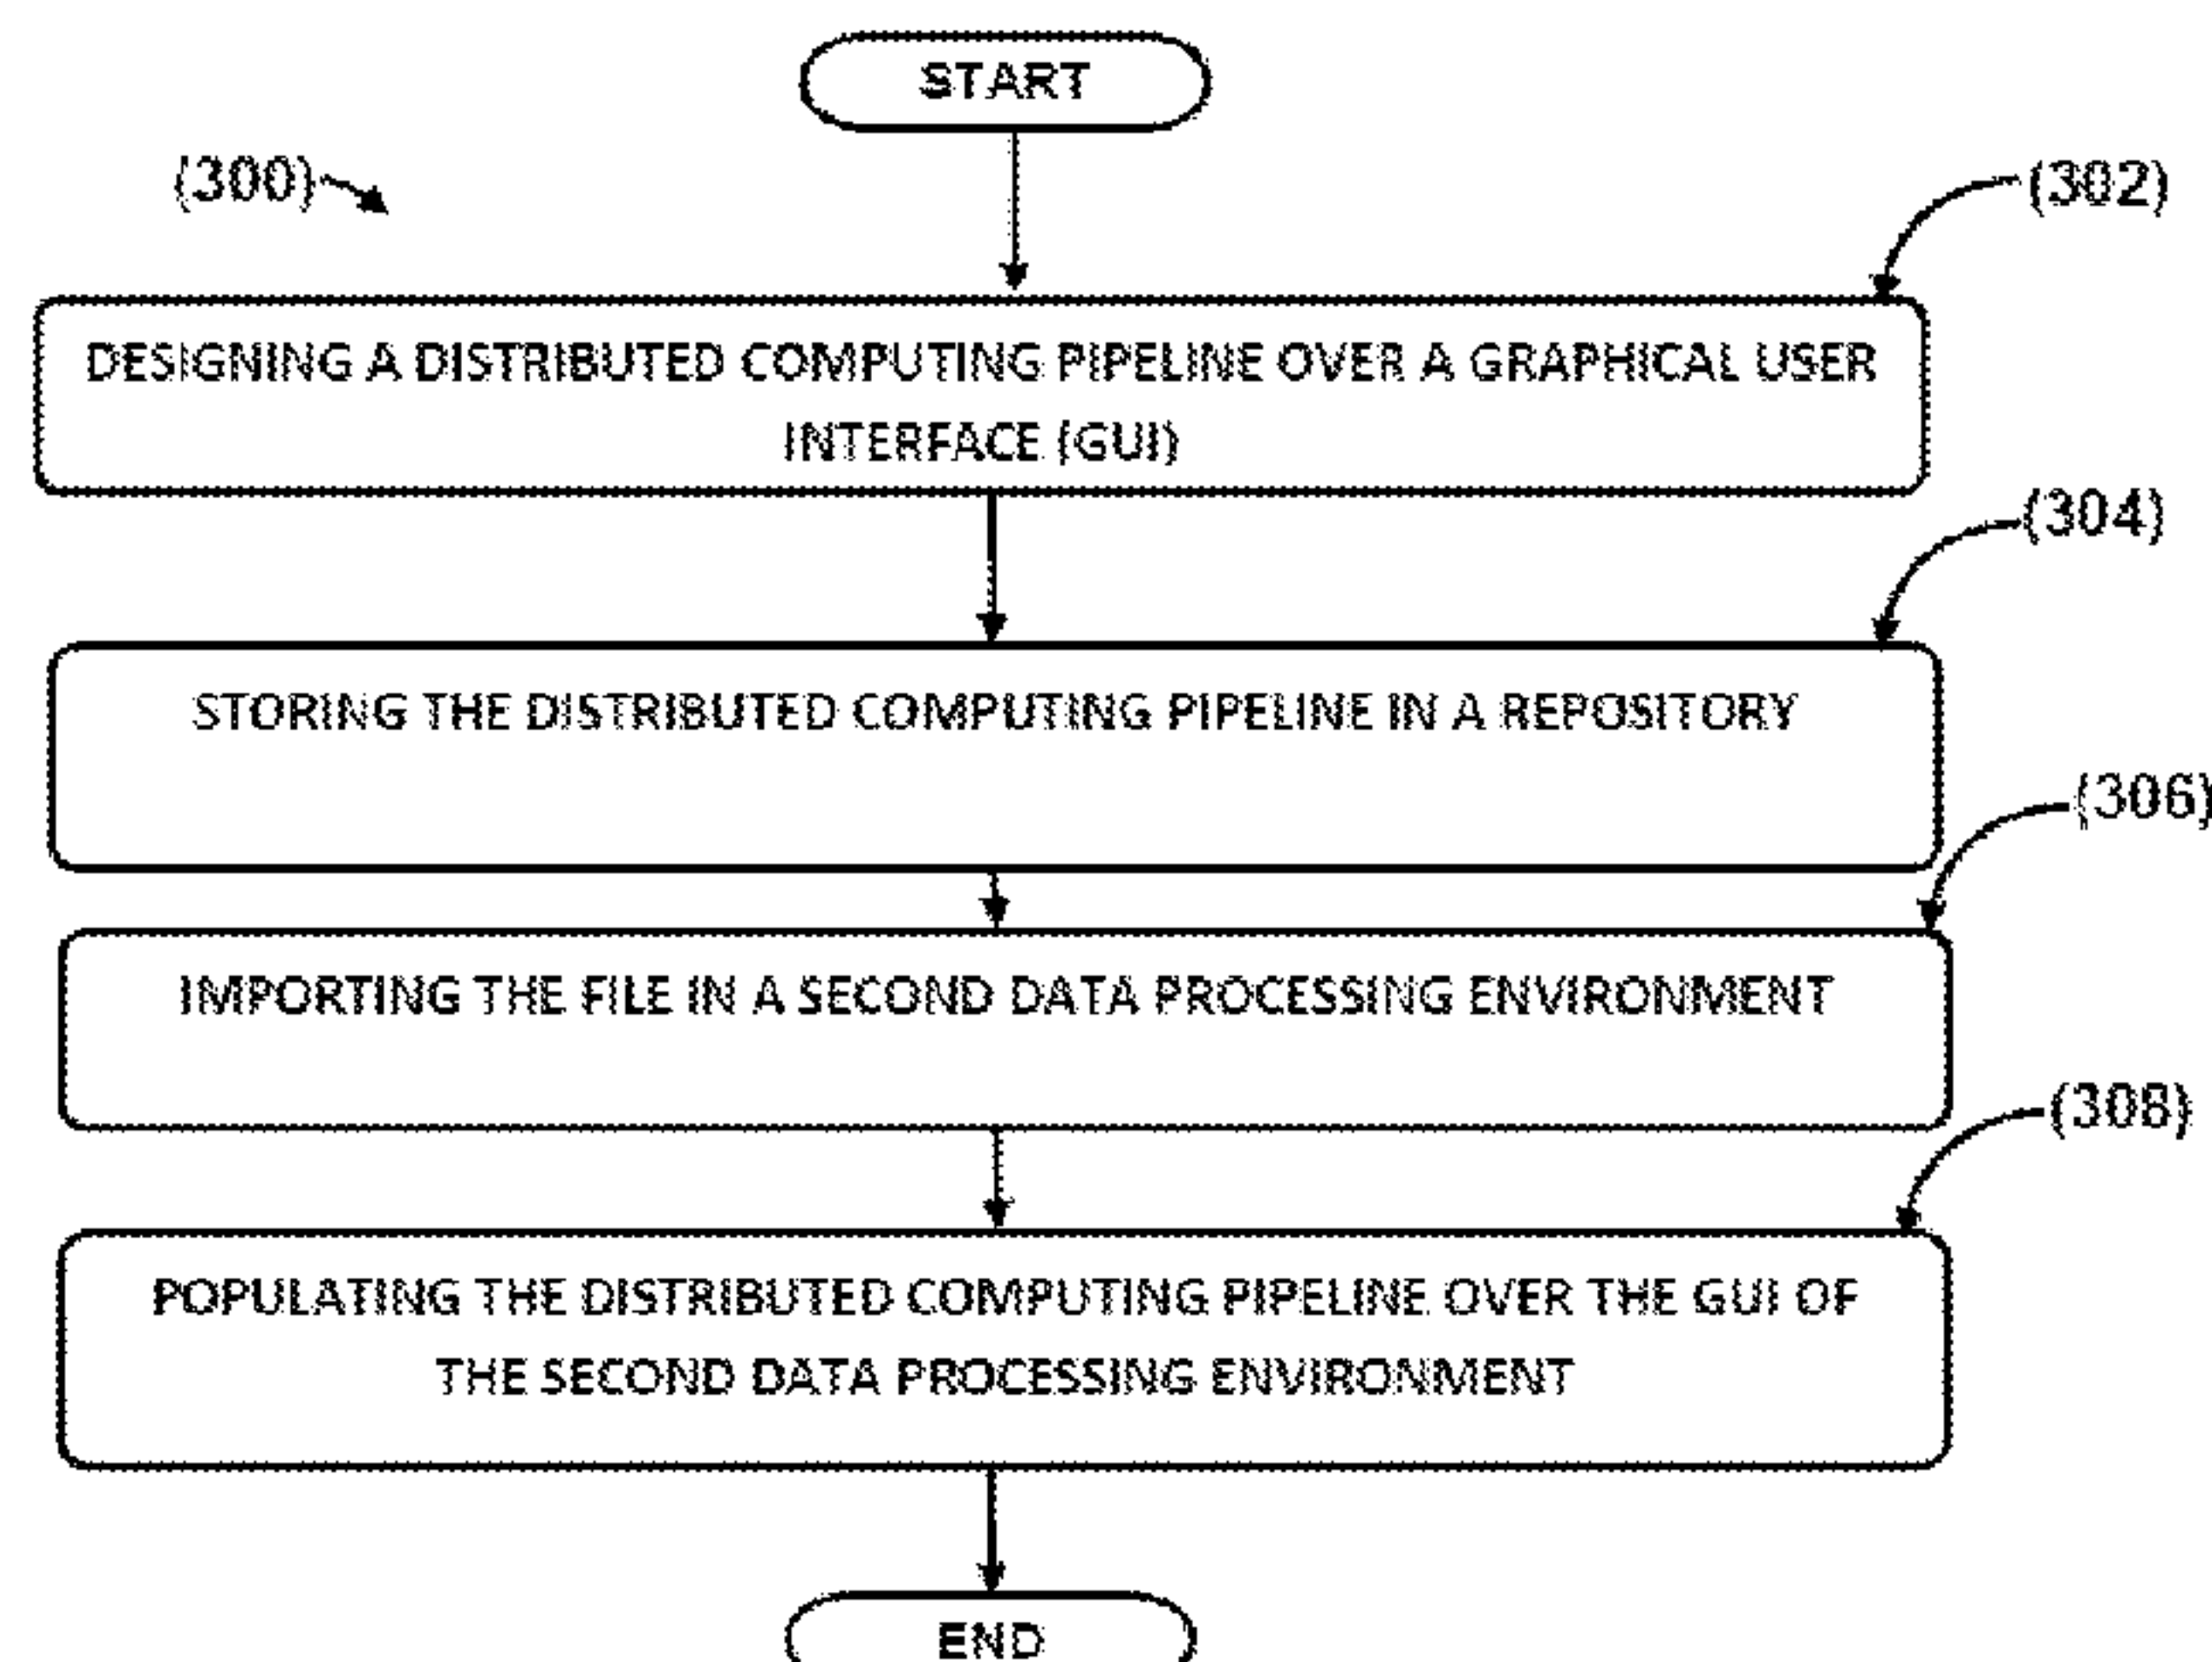 START
(300)
(302)
DESIGNING A DISTRIBUTED COMPUTING PIPELINE OVER A GRAPHICAL USER
INTERFACE (GUI)
(304)
STORING THE DISTRIBUTED COMPUTING PIPELINE IN A REPOSITORY
(306)
IMPORTING THE FILE IN A SECOND DATA PROCESSING ENVIRONMENT
(308)
POPULATING THE DISTRIBUTED COMPUTING PIPELINE OVER THE GUI OF
THE SECOND DATA PROCESSING ENVIRONMENT
END